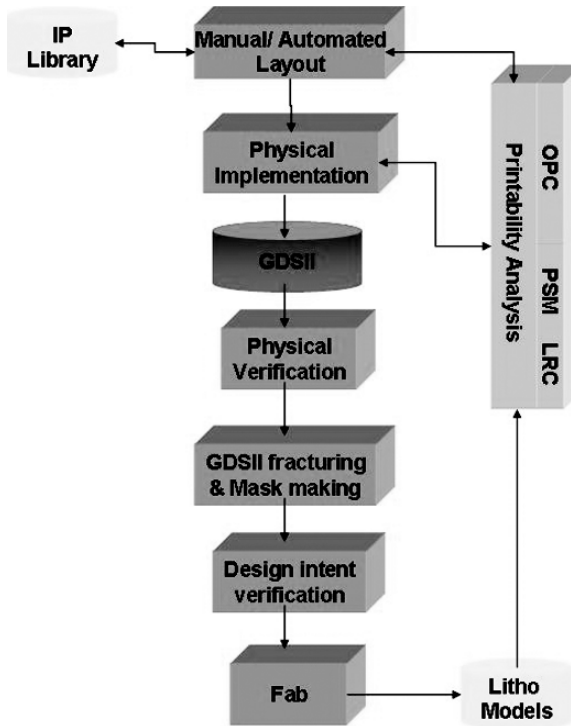 IP
Library
Manual/ Automated
Layout
Physical
Implementation
GDSII
Physical
Verification
GDSII fracturing
& Mask making
Design intent
verification
Fab
Litho
Models
Printability Analysis
OPC
PSM
LRC